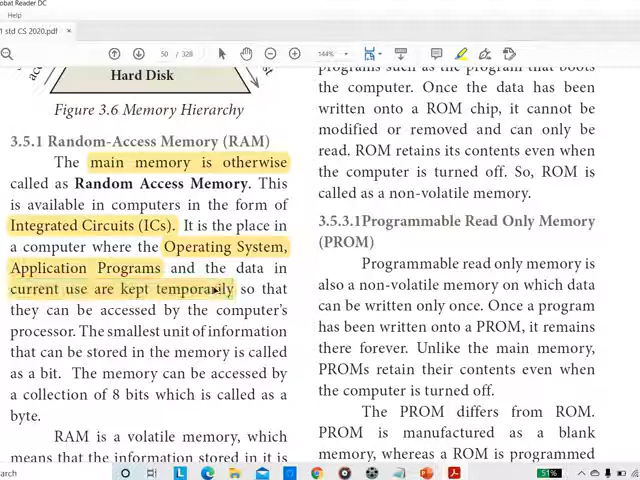 obat Reader DC
Help
1 std CS 2020.pdf ×
50 / 328
144%
Hard Disk
Figure 3.6 Memory Hierarchy
3.5.1 Random-Access Memory (RAM)
The main memory is otherwise
called as Random Access Memory. This
is available in computers in the form of
Integrated Circuits (ICs). It is the place in
a computer where the Operating System,
Application Programs and the data in
current use are kept temporarily so that
they can be accessed by the computer's
processor. The smallest unit of information
that can be stored in the memory is called
as a bit. The memory can be accessed by
a collection of 8 bits which is called as a
byte.
RAM is a volatile memory, which
means that the information stored in it is
programs such as the program that boots
the computer. Once the data has been
written onto a ROM chip, it cannot be
modified or removed and can only be
read. ROM retains its contents even when
the computer is turned off. So, ROM is
called as a non-volatile memory.
3.5.3.1Programmable Read Only Memory
(PROM)
Programmable read only memory is
also a non-volatile memory on which data
can be written only once. Once a program
has been written onto a PROM, it remains
there forever. Unlike the main memory,
PROMs retain their contents even when
the computer is turned off.
The PROM differs from ROM.
PROM is manufactured as a blank
memory, whereas a ROM is programmed
arch
51%